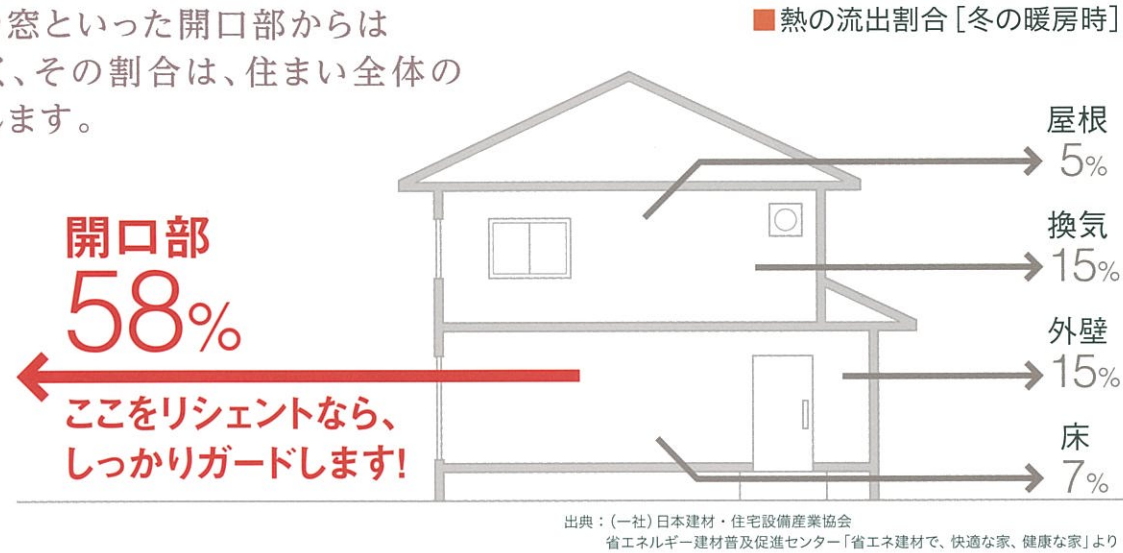 窓といった開口部からは
、その割合は、住まい全体の
ます。
■熱の流出割合[冬の暖房時]
屋根
5%
換気
15%
外壁
15%
床
7%
開口部
58%
ここをリシェントなら、
しっかりガードします!
出典：(一社)日本建材・住宅設備産業協会
省エネルギー建材普及促進センター「省エネ建材で、快適な家、健康な家」より